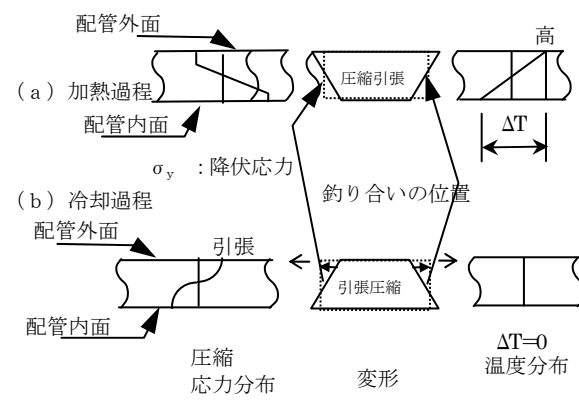 配管外面
高
(a)加熱過程
圧縮引張
配管内面
ΔT
σy :降伏応力
釣り合いの位置
(b)冷却過程
配管外面
引張
引張圧縮
配管内面
圧縮
応力分布
変形
ΔT=0
温度分布